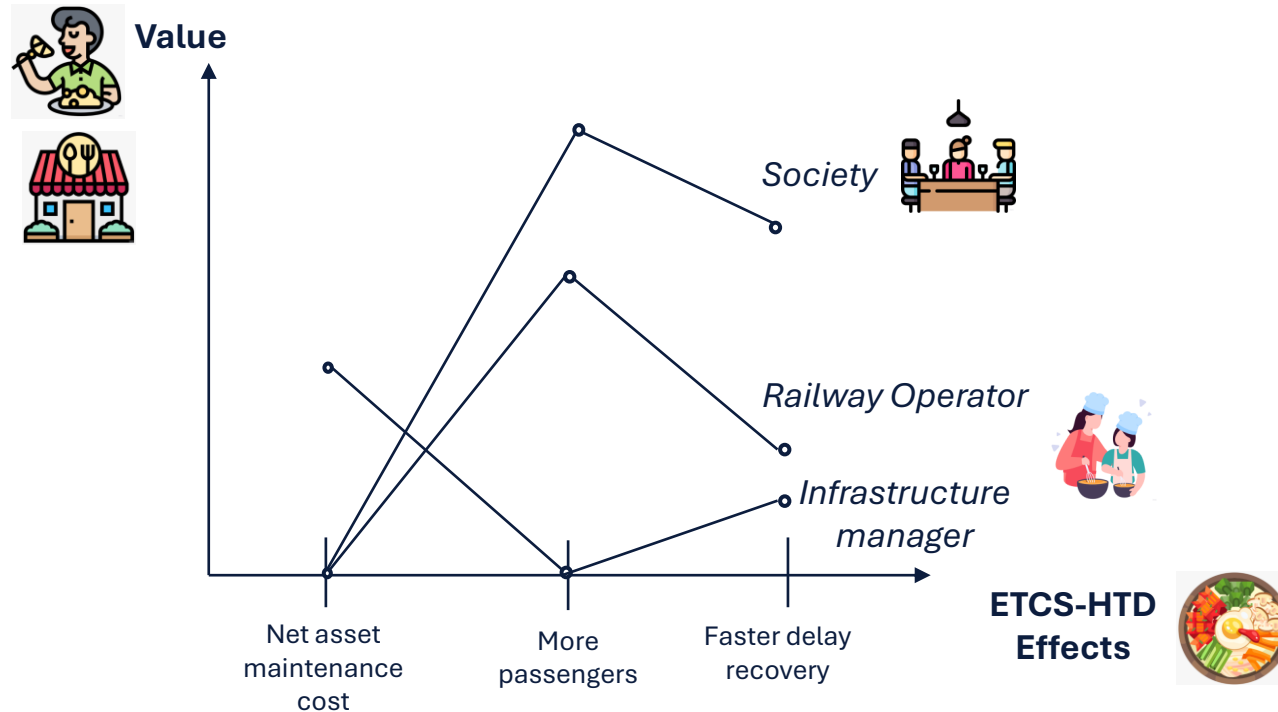 Value
Society
Railway Operator
Infrastructure
manager
ETCS-HTD
Effects
Net asset
maintenance
cost
More
passengers
Faster delay
recovery